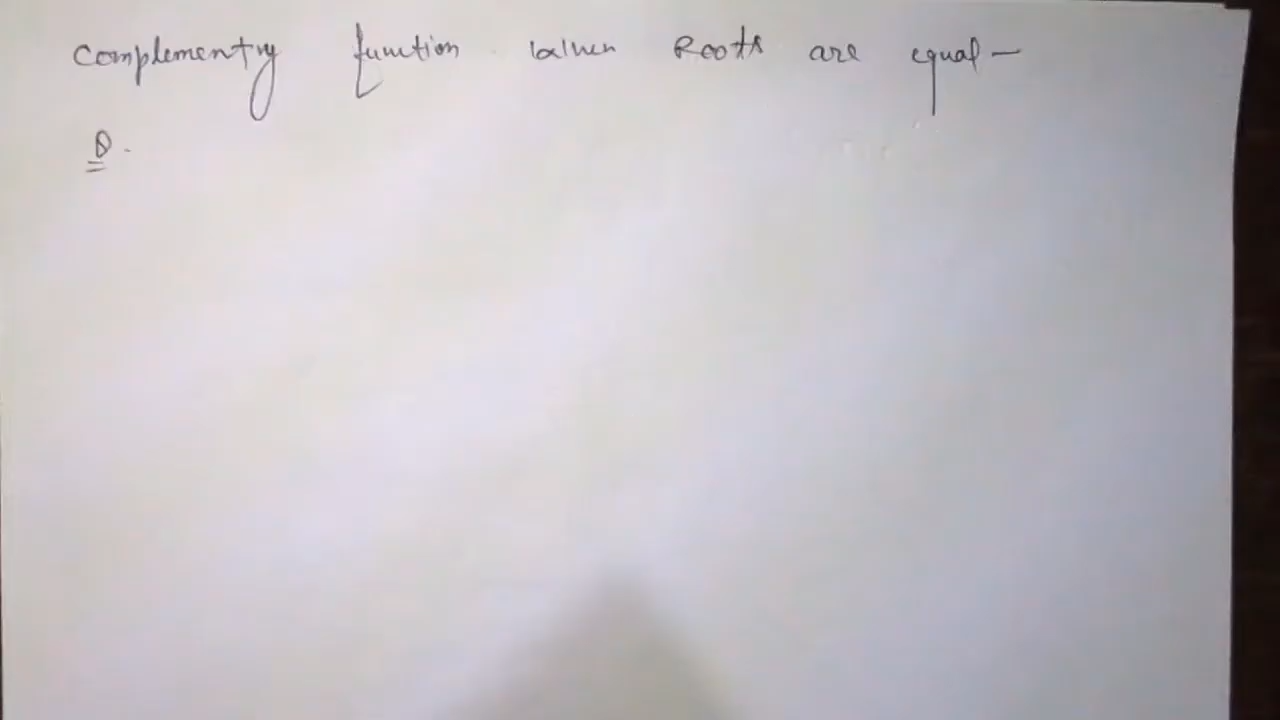 Complementry function when Roots are equal —
Q.